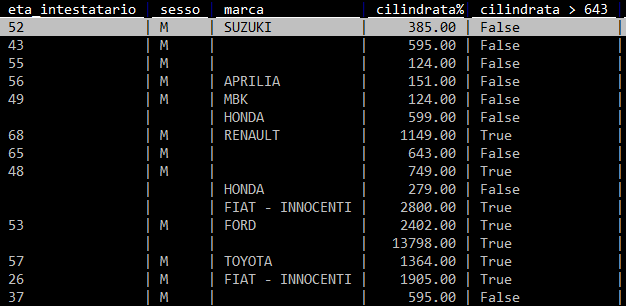 eta_intestatario | sesso | marca | cilindrata% | cilindrata > 643 |
52 | M | SUZUKI | 385.00 | False |
43 | M | | 595.00 | False |
55 | M | | 124.00 | False |
56 | M | APRILIA | 151.00 | False |
49 | M | MBK | 124.00 | False |
| | HONDA | 599.00 | False |
68 | M | RENAULT | 1149.00 | True |
65 | M | | 643.00 | False |
48 | M | | 749.00 | True |
| | HONDA | 279.00 | False |
| | FIAT - INNOCENTI | 2800.00 | True |
53 | M | FORD | 2402.00 | True |
| | | 13798.00 | True |
57 | M | TOYOTA | 1364.00 | True |
26 | M | FIAT - INNOCENTI | 1905.00 | True |
37 | M | | 595.00 | False |